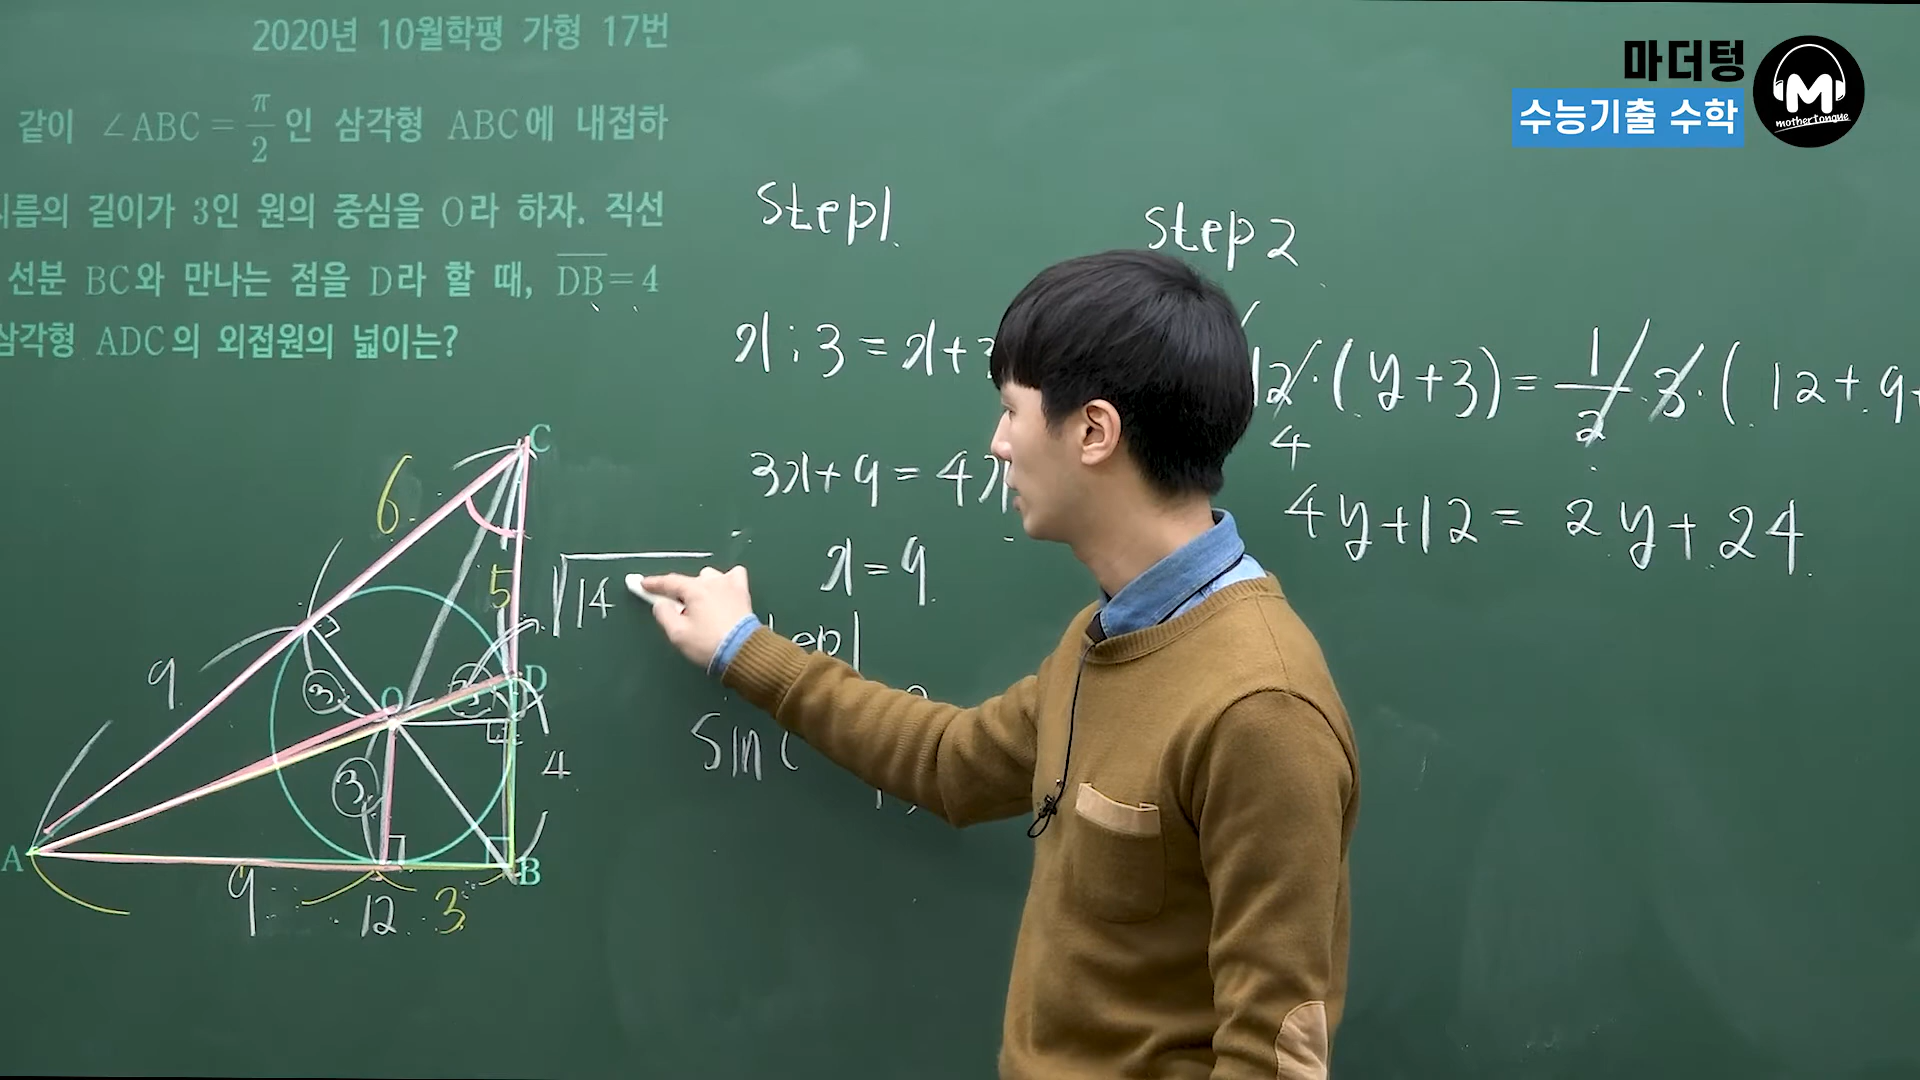 2020년 10월학평 가형 17번
같이 ∠ABC = π/2 인 삼각형 ABC에 내접하
름의 길이가 3인 원의 중심을 O라 하자. 직선
선분 BC와 만나는 점을 D라 할 때, DB = 4
삼각형 ADC의 외접원의 넓이는?
마더텅
수능기출 수학
M
mothertongue
Step1.
x : 3 = x+3
3x+9 = 4x
x = 9
Sin
Step2
12·(y+3) = 1/2·3·(12+9+
4
4y+12 = 2y+24
C
6
5
√14
9
3
3
O
D
3
4
A
B
9
12
3